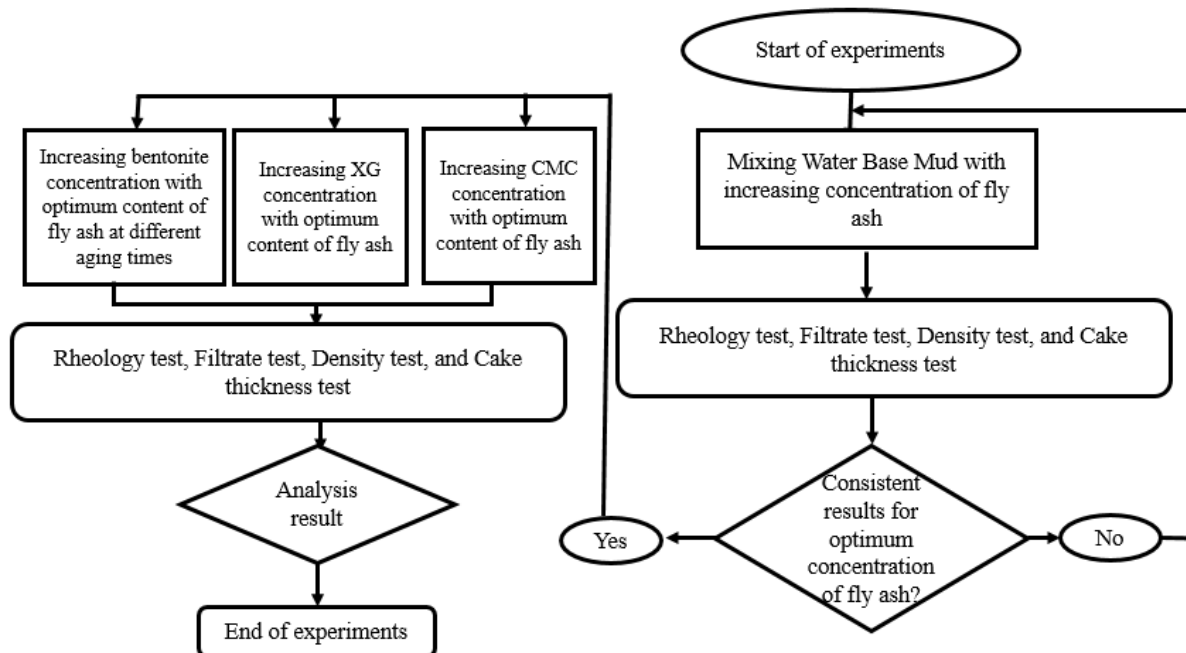 Start of experiments
Mixing Water Base Mud with
increasing concentration of fly
ash
Rheology test, Filtrate test, Density test, and Cake
thickness test
Consistent
results for
optimum
concentration
of fly ash?
Yes
No
Increasing bentonite
concentration with
optimum content of
fly ash at different
aging times
Increasing XG
concentration
with optimum
content of fly ash
Increasing CMC
concentration
with optimum
content of fly ash
Rheology test, Filtrate test, Density test, and Cake
thickness test
Analysis
result
End of experiments